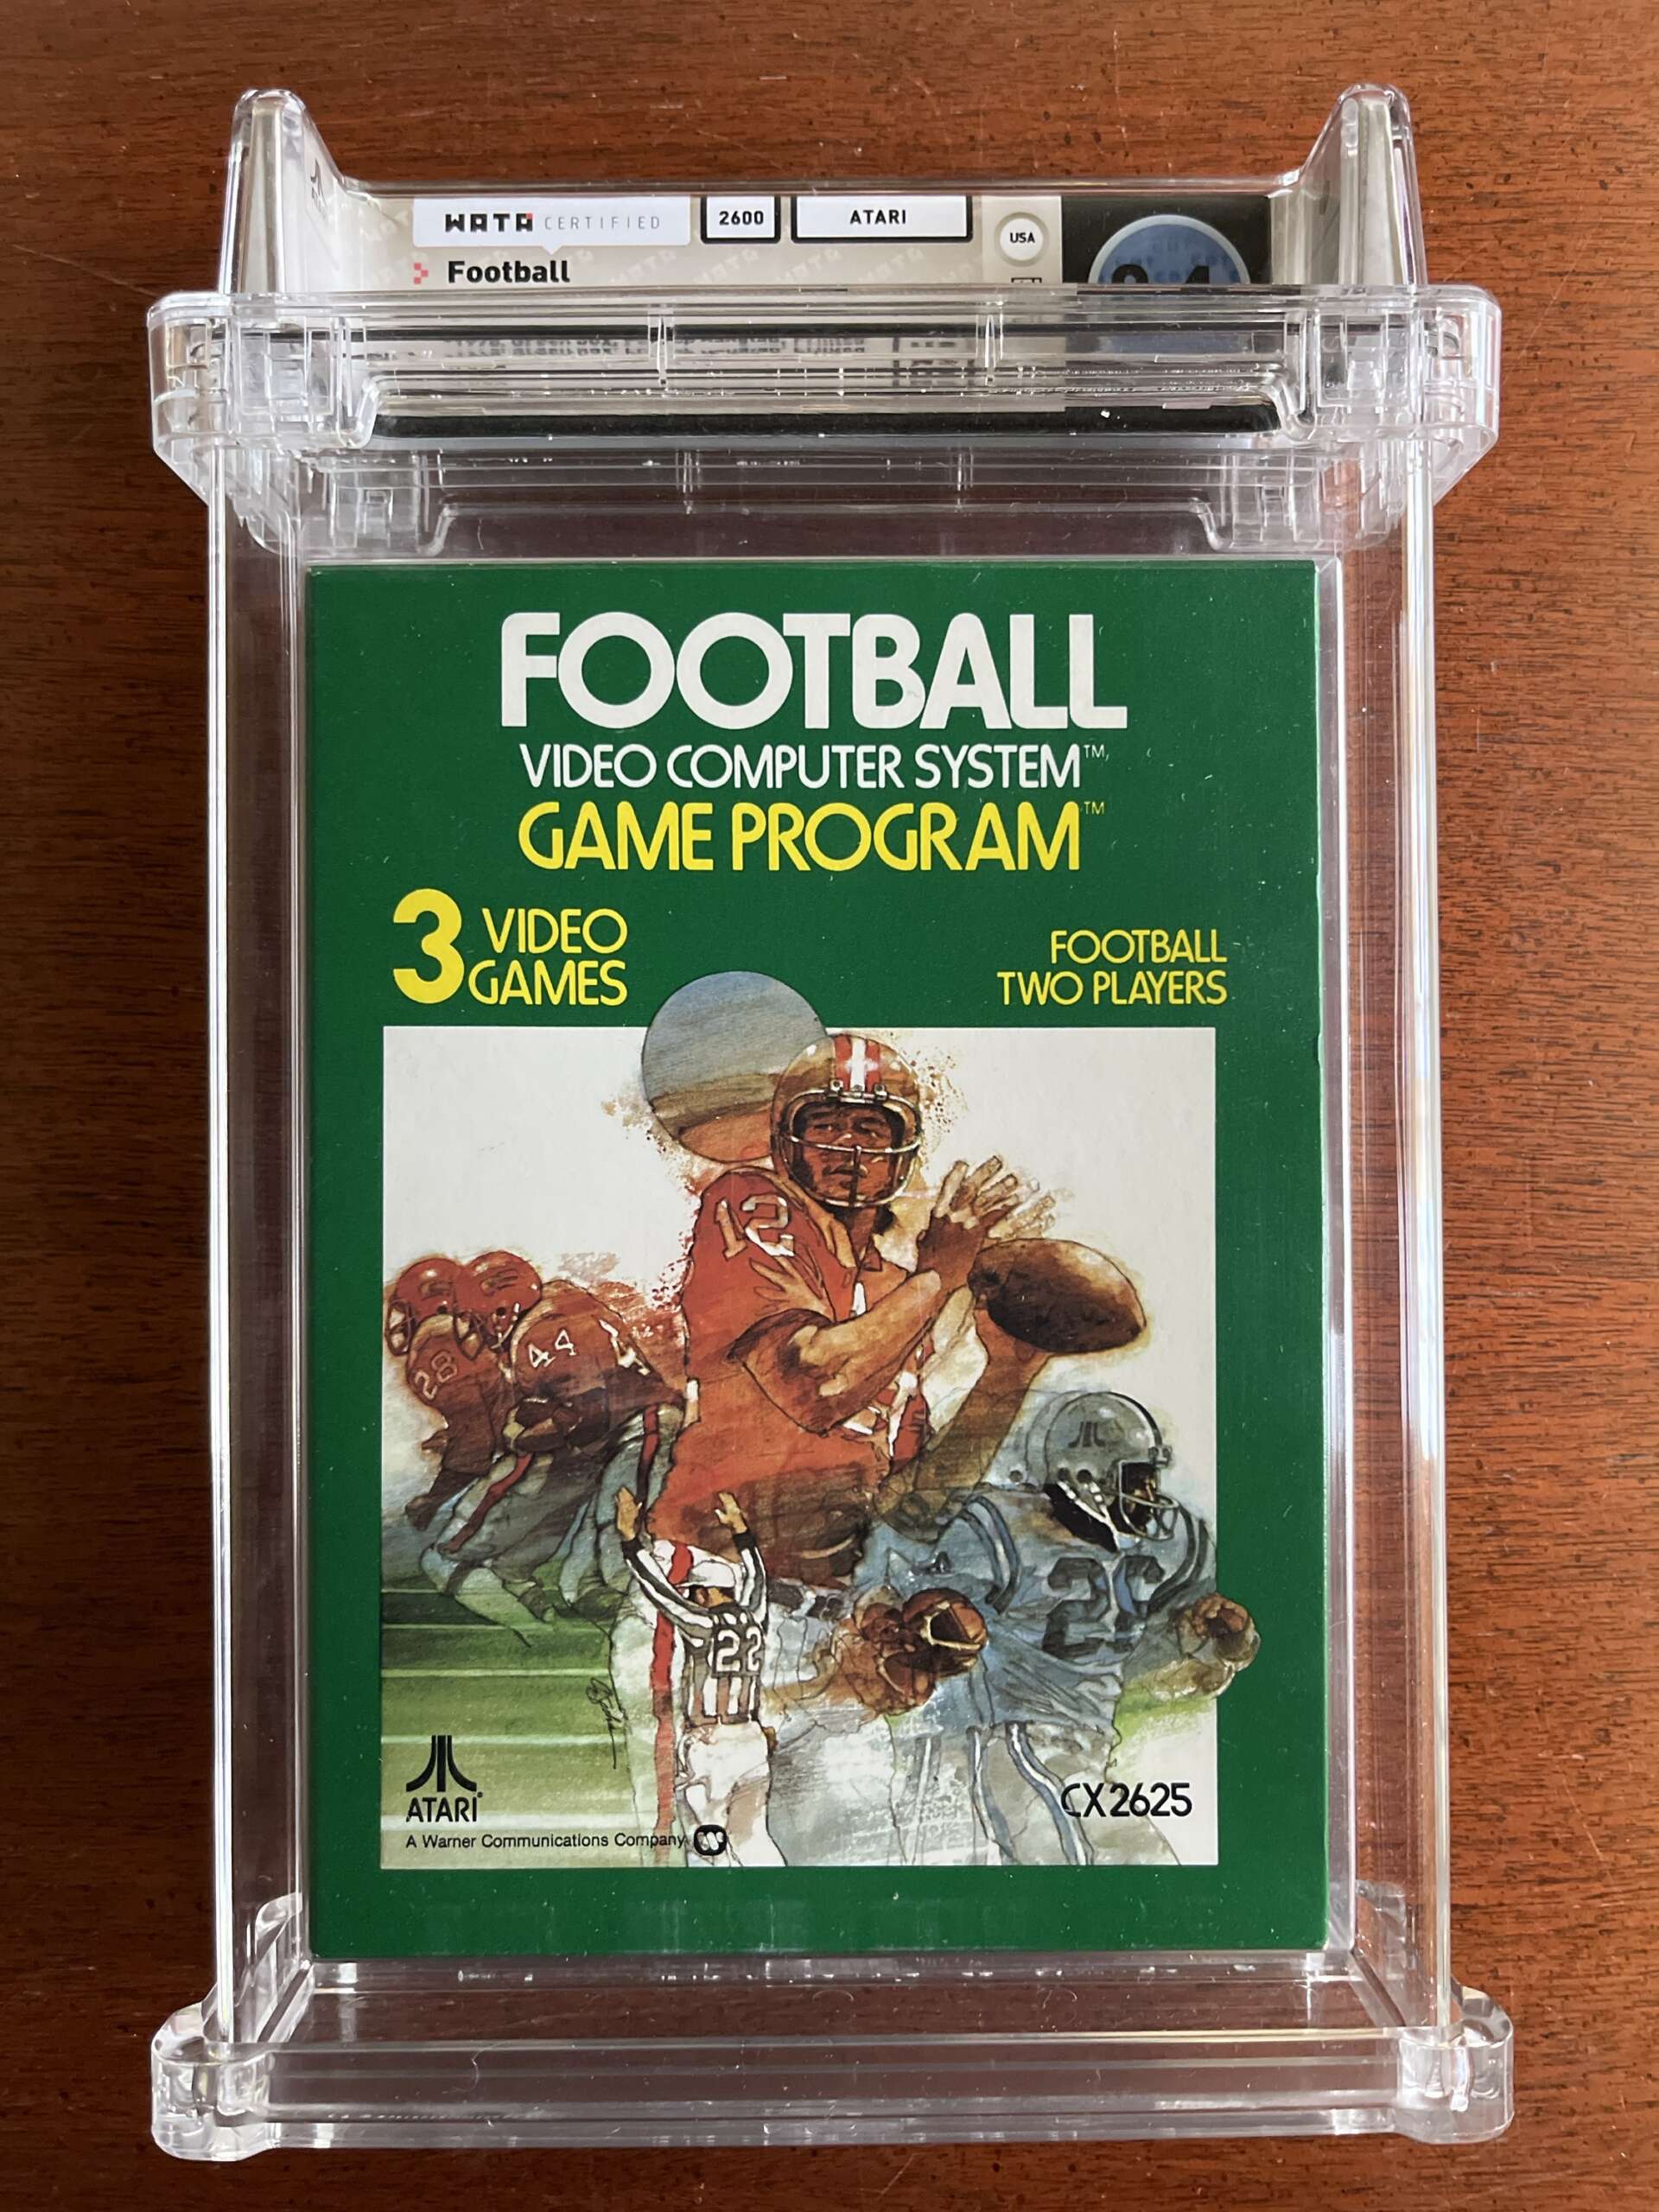 WATA CERTIFIED
2600
ATARI
USA
Football
FOOTBALL
VIDEO COMPUTER SYSTEM™
GAME PROGRAM™
3 VIDEO
GAMES
FOOTBALL
TWO PLAYERS
12
28
44
22
ATARI®
CX2625
A Warner Communications Company